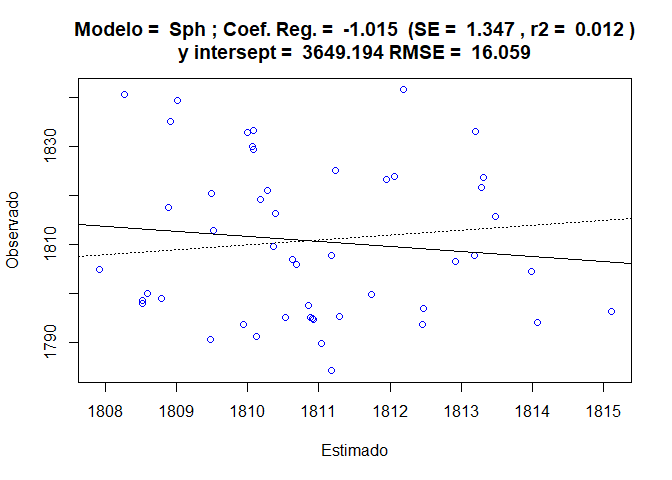 Modelo = Sph ; Coef. Reg. = -1.015 (SE = 1.347 , r2 = 0.012 )
y intersept = 3649.194 RMSE = 16.059
Observado
1830
1810
1790
1808 1809 1810 1811 1812 1813 1814 1815
Estimado